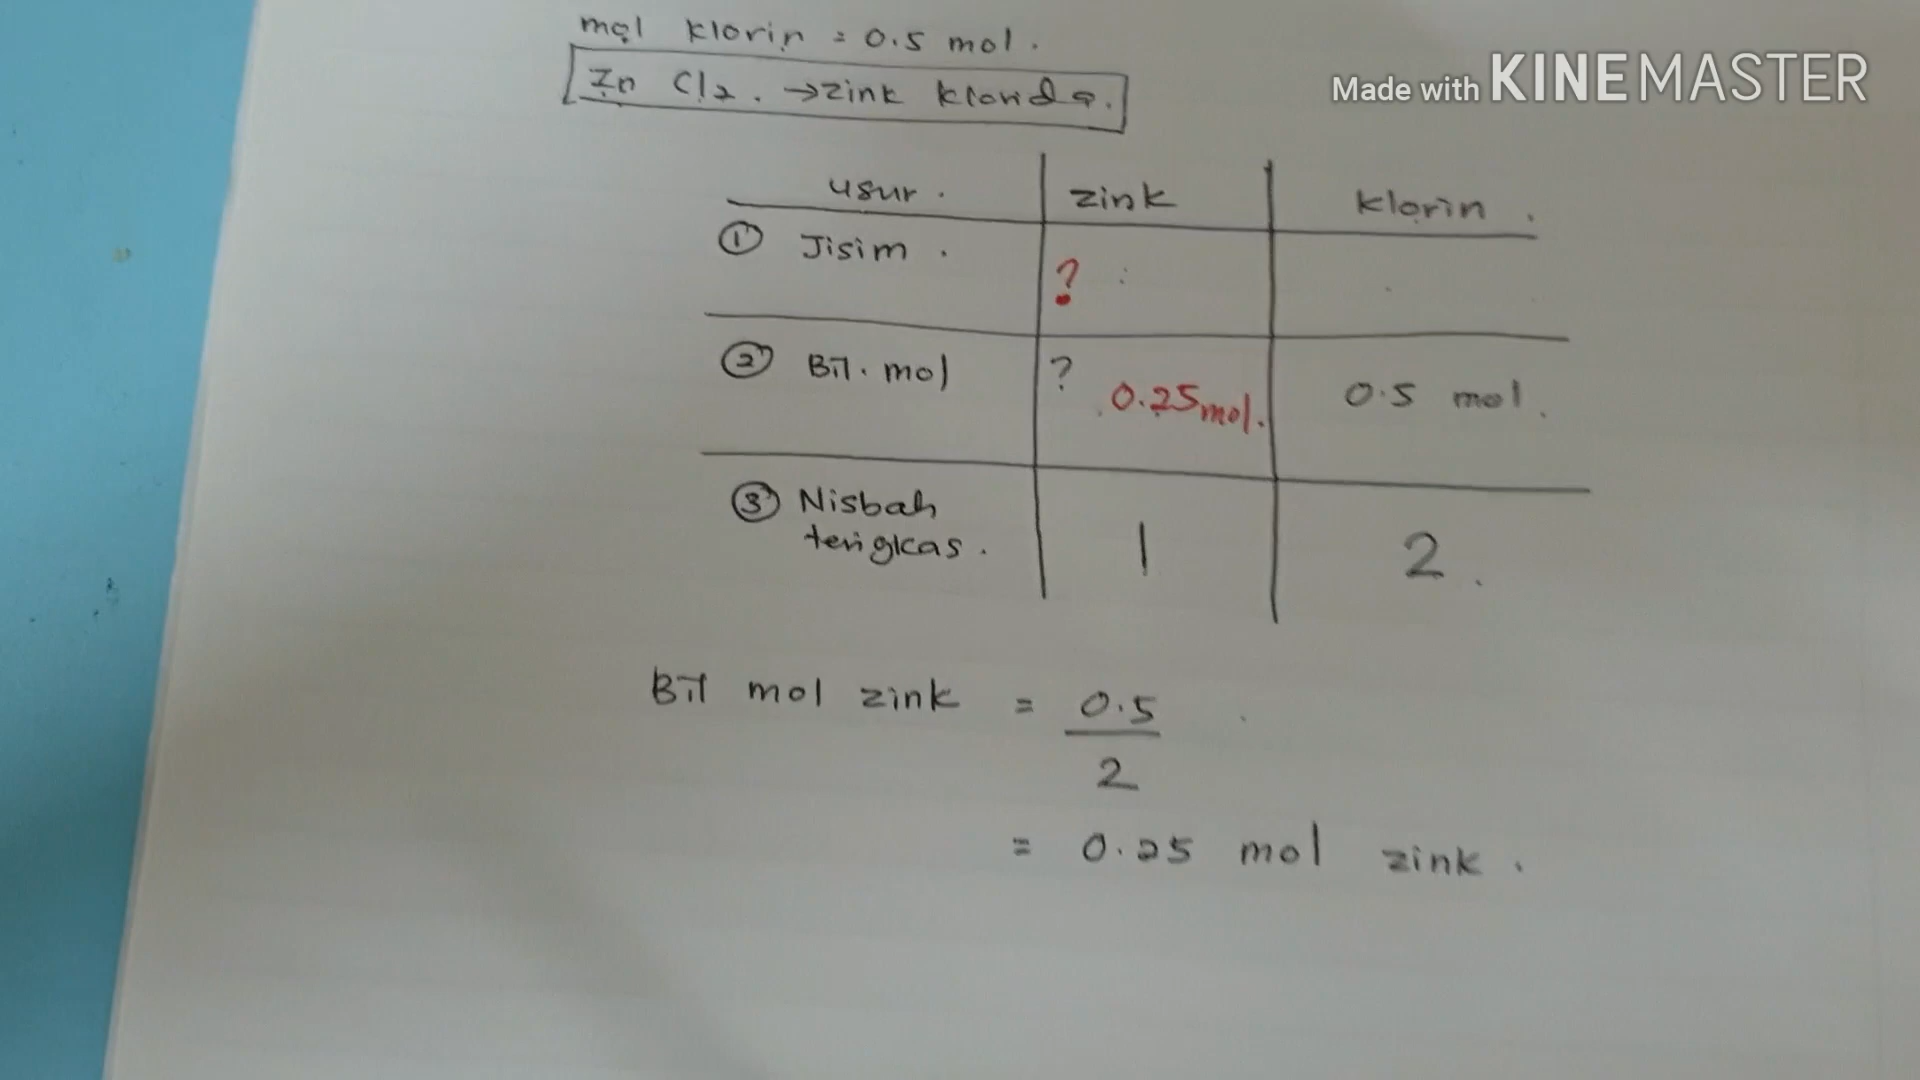 mol klorin = 0.5 mol.
Zn Cl2. → zink klorida.
Made with KINEMASTER
usur. zink klorin.
① Jisim. ?
② Bil. mol ? 0.25 mol. 0.5 mol.
③ Nisbah 1 2.
teringkas.
Bil mol zink = 0.5
2
= 0.25 mol zink.